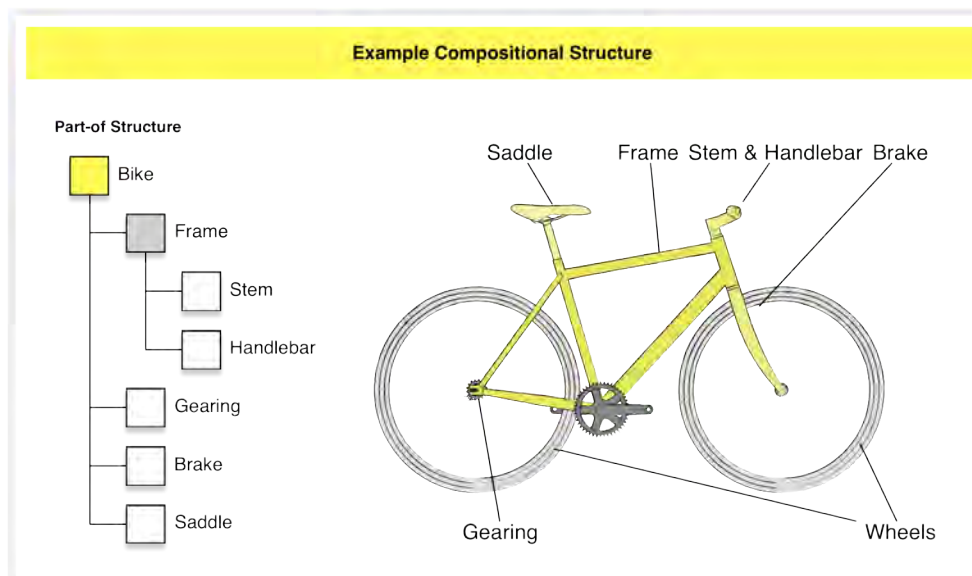 Example Compositional Structure
Part-of Structure
Bike
Frame
Stem
Handlebar
Gearing
Brake
Saddle
Saddle Frame Stem & Handlebar Brake
Gearing Wheels